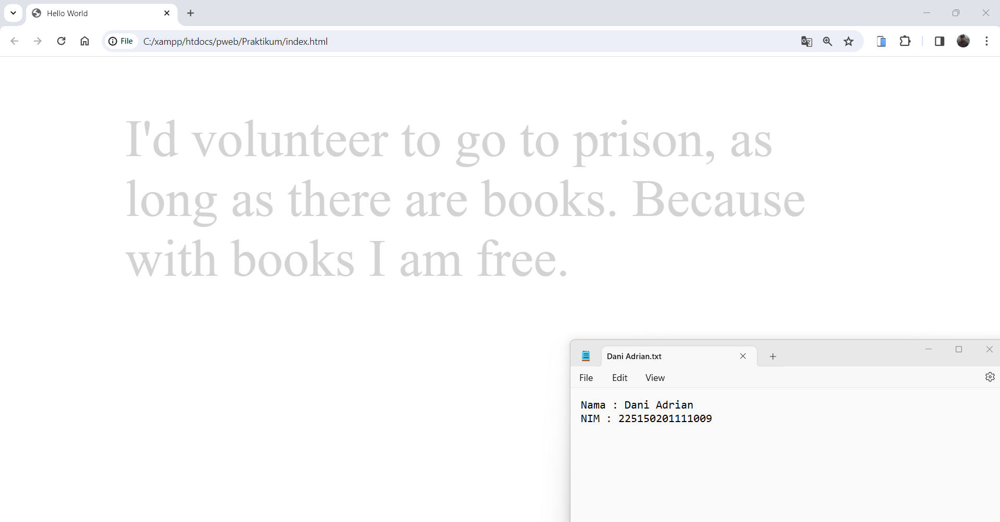 Hello World
File C:/xampp/htdocs/pweb/Praktikum/index.html
I'd volunteer to go to prison, as
long as there are books. Because
with books I am free.
Dani Adrian.txt
File Edit View
Nama : Dani Adrian
NIM : 225150201111009